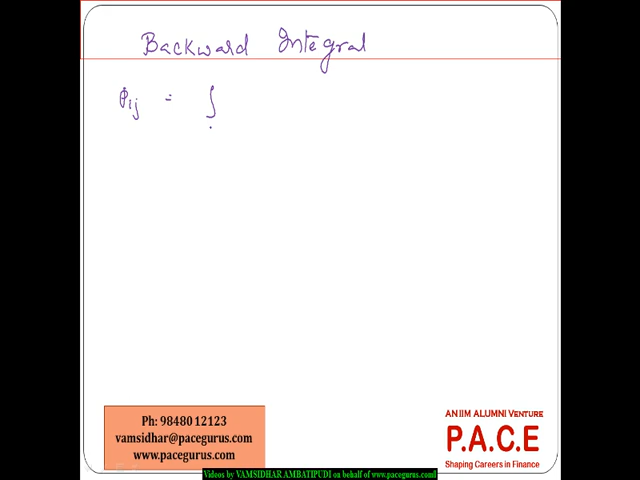 Backward Integral
Pij = ∫
Ph: 98480 12123
vamsidhar@pacegurus.com
www.pacegurus.com
AN IIM ALUMNI VENTURE
P.A.C.E
Shaping Careers in Finance
Videos by VAMSIDHAR AMBATIPUDI on behalf of www.pacegurus.com